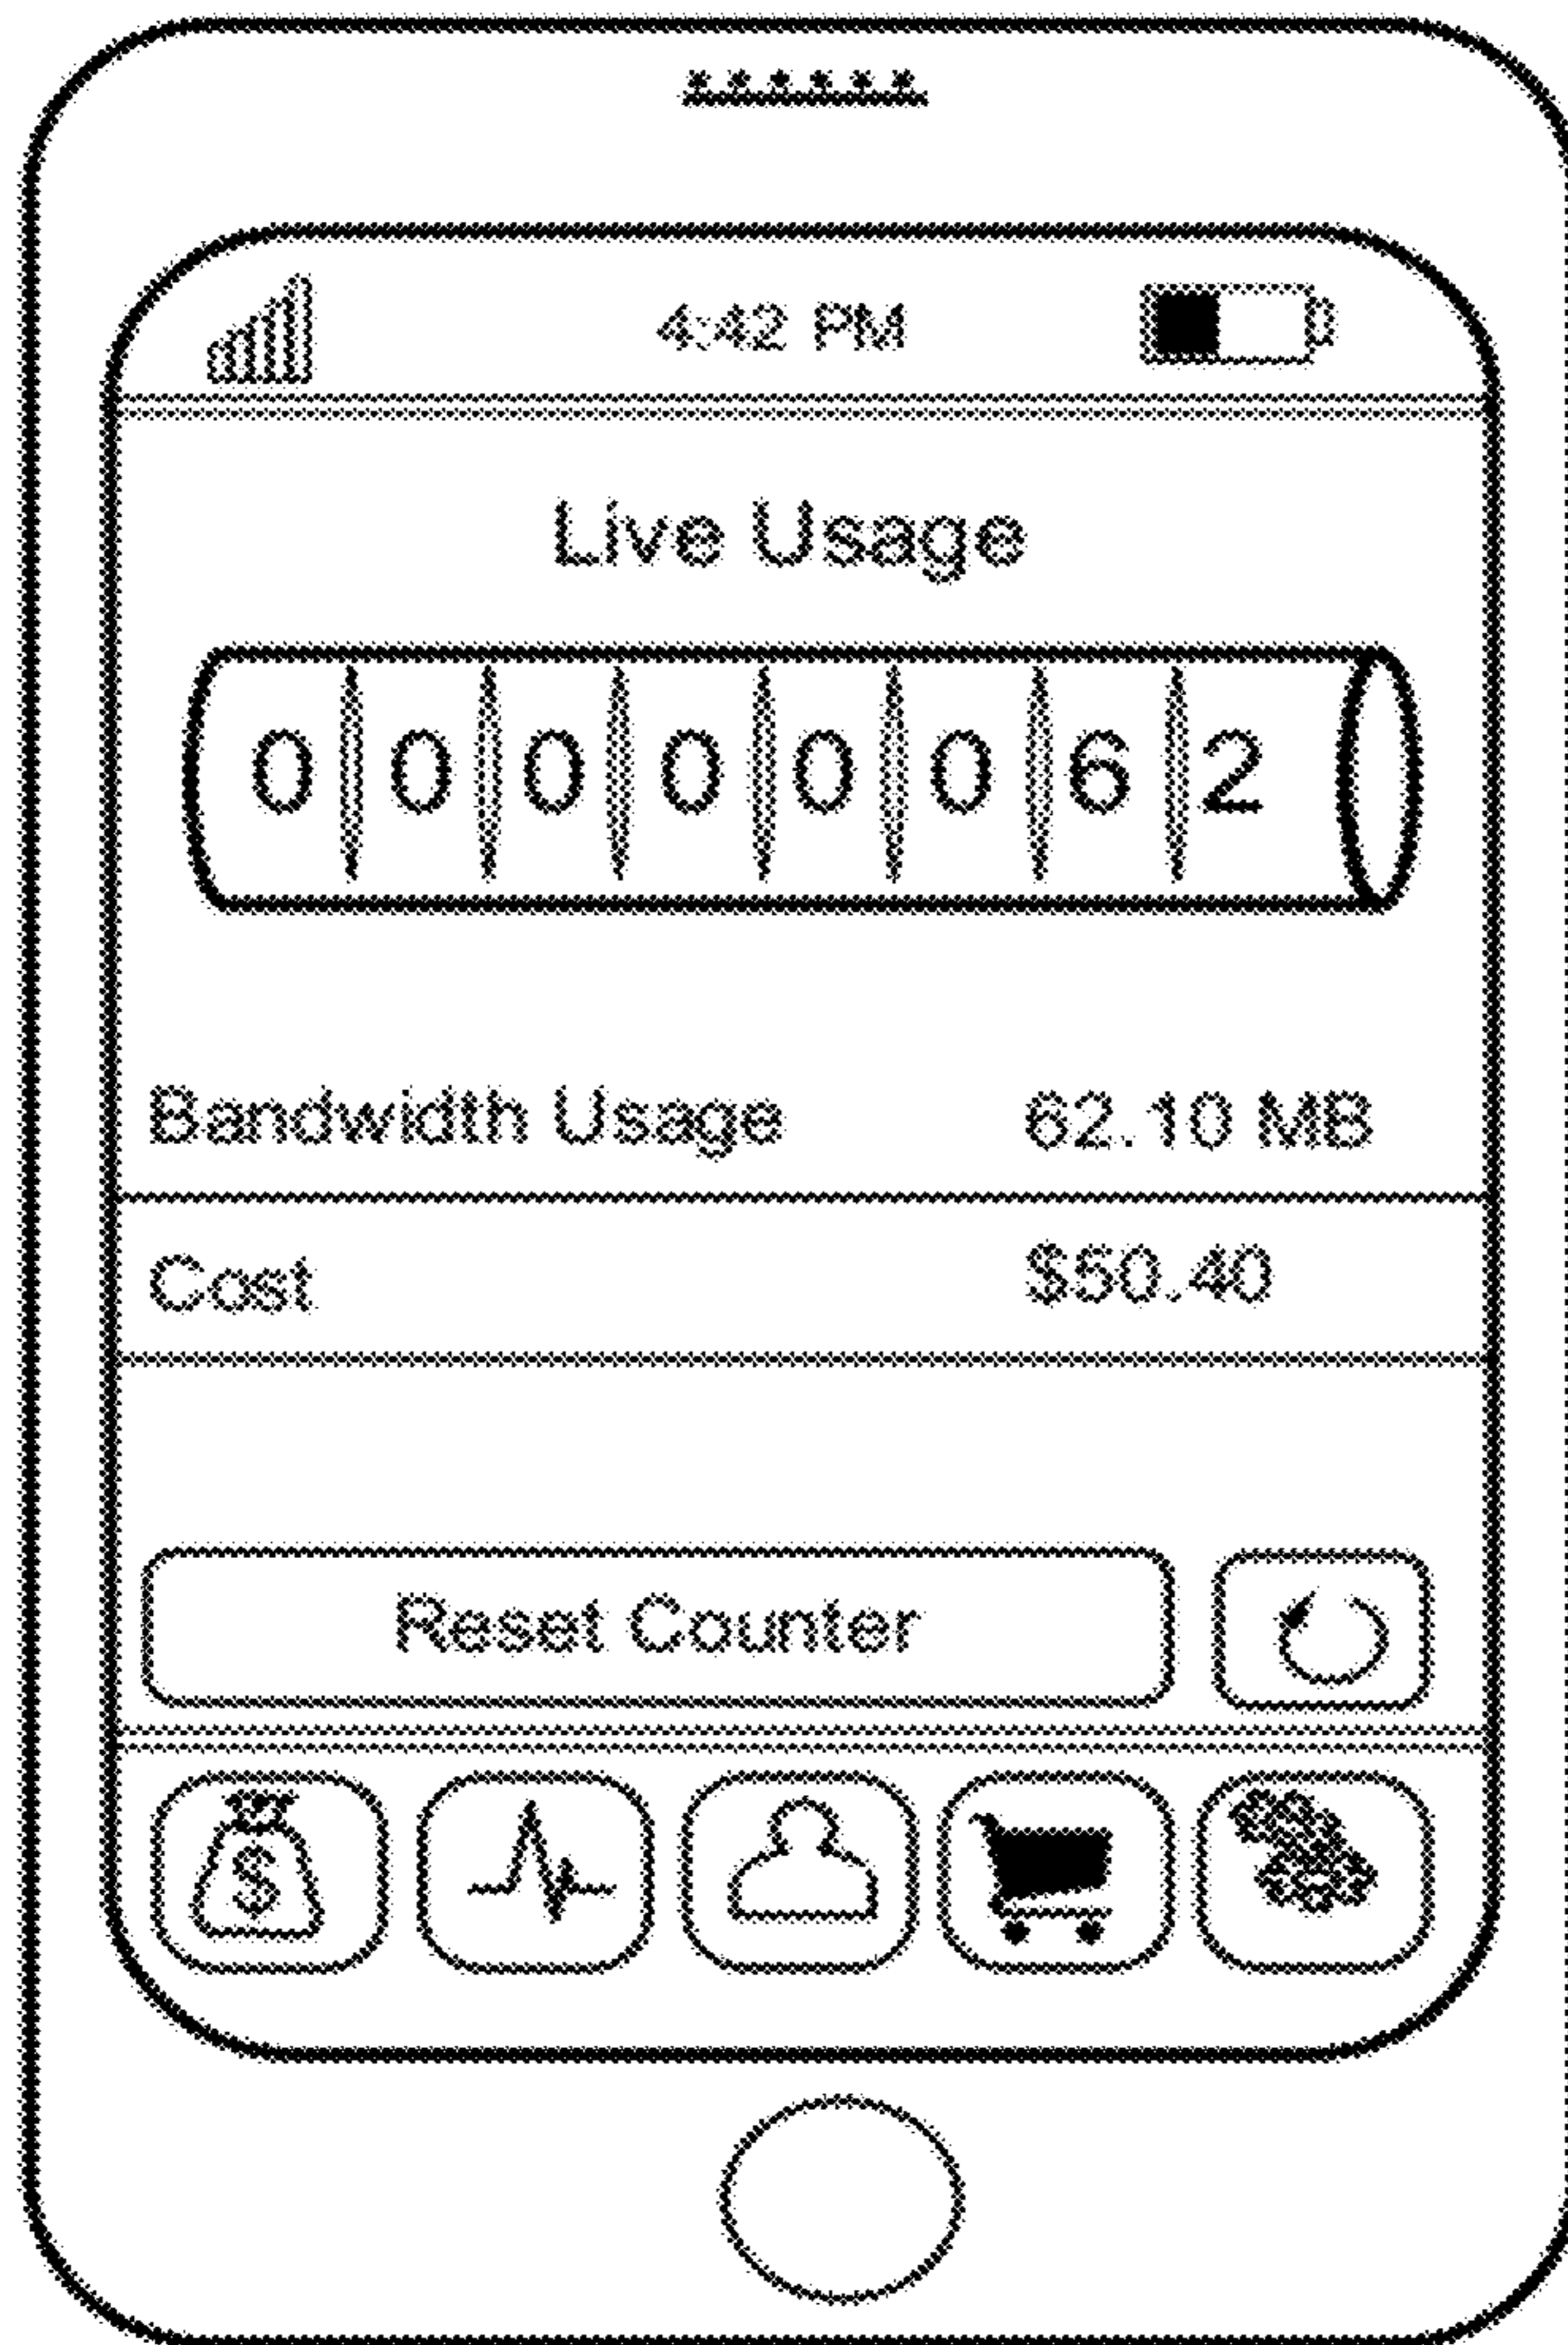 4:42 PM
Live Usage
0 0 0 0 0 0 6 2
Bandwidth Usage 62.10 MB
Cost $50.40
Reset Counter
$